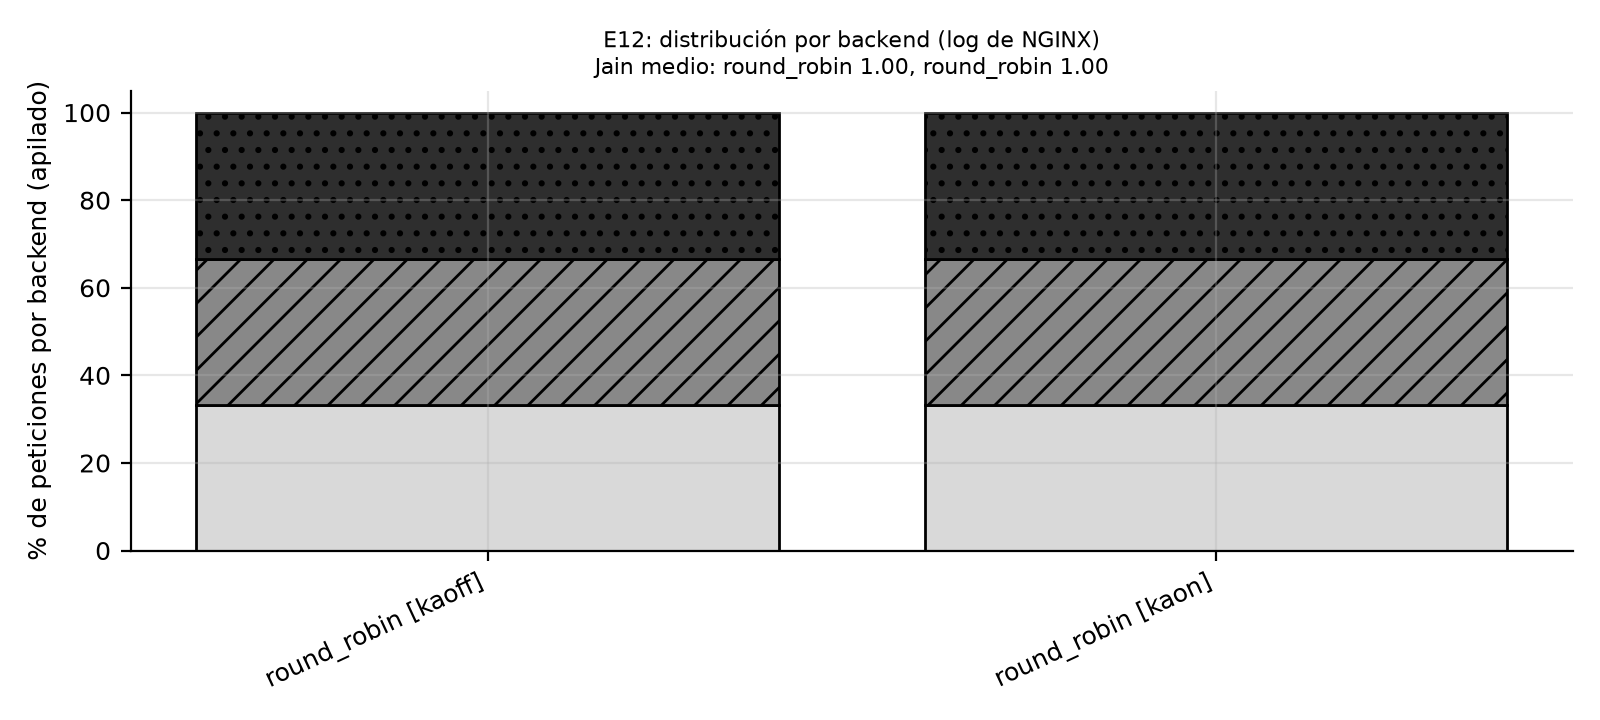 E12: distribución por backend (log de NGINX)
Jain medio: round_robin 1.00, round_robin 1.00
% de peticiones por backend (apilado)
100
80
60
40
20
0
round_robin [kaoff]
round_robin [kaon]